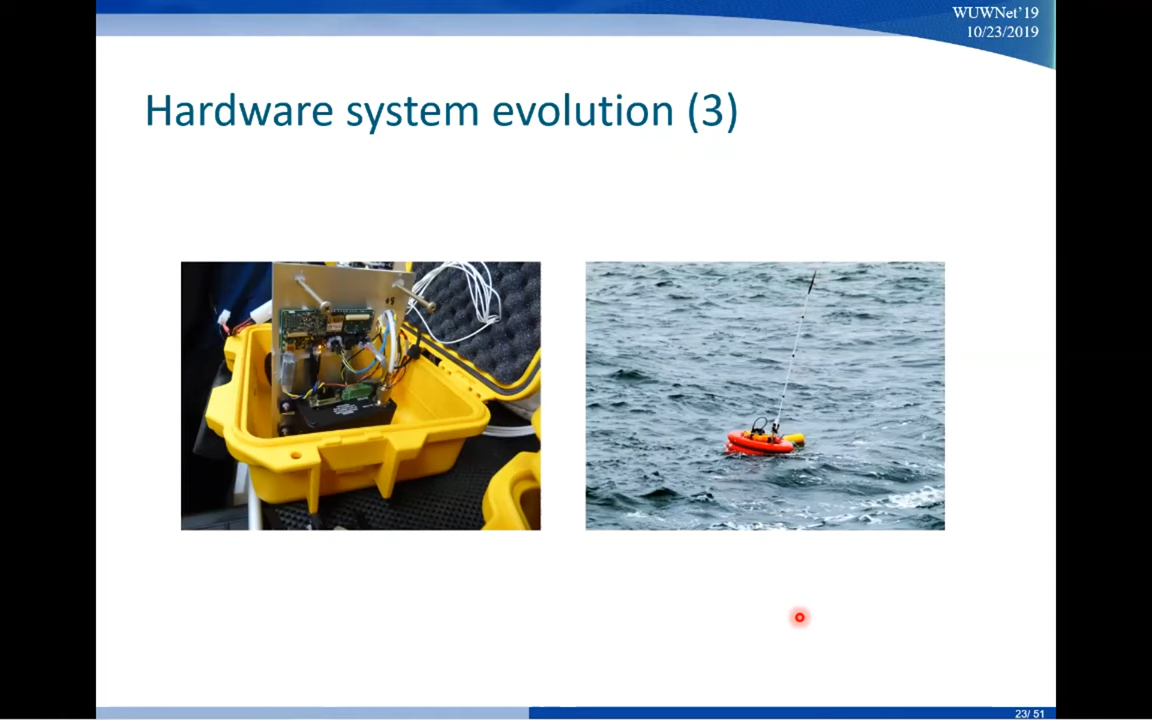 WUWNet'19
10/23/2019
Hardware system evolution (3)
23/ 51